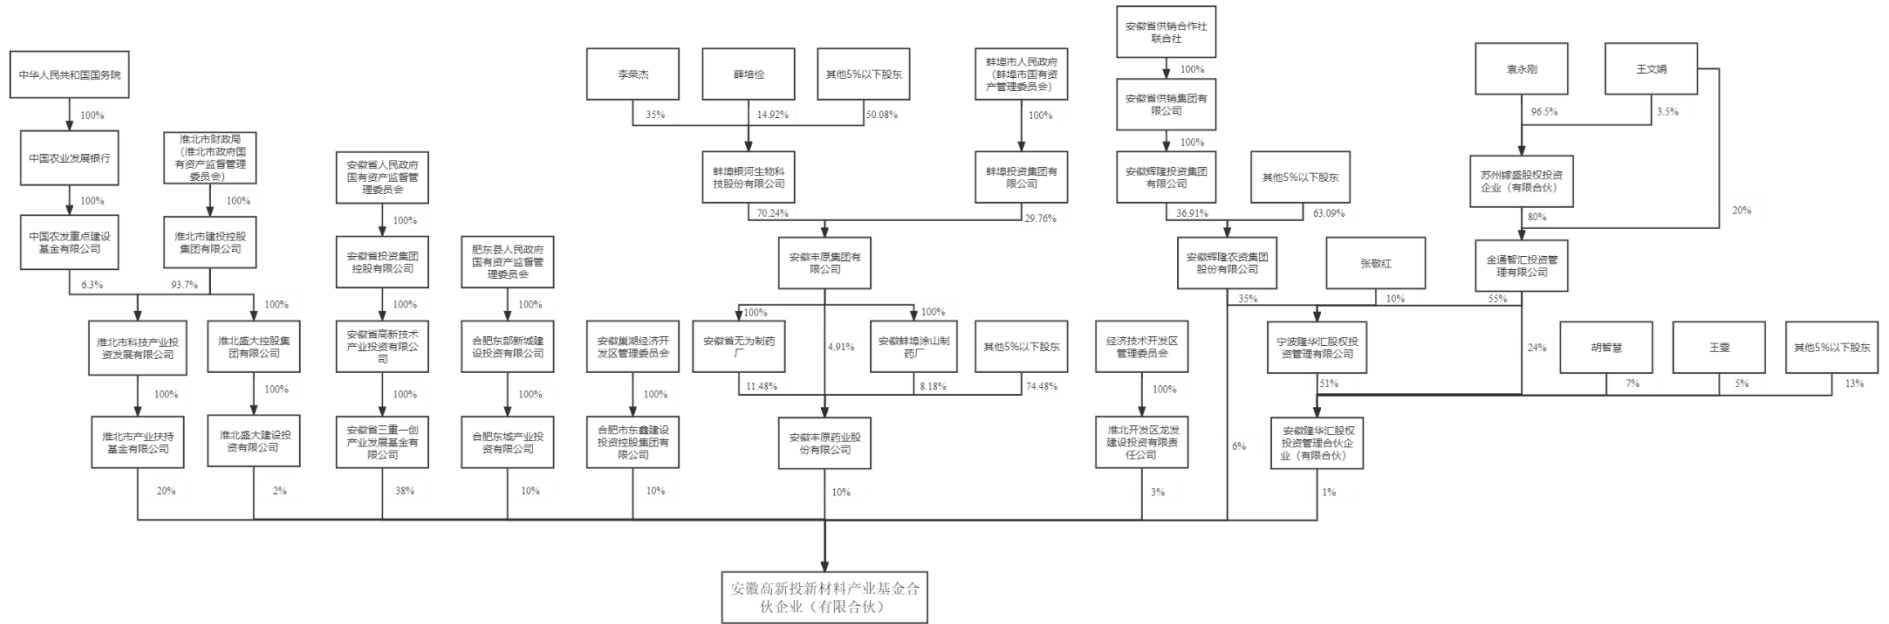 安徽省供销合作社
联合社
中华人民共和国国务院
李荣杰
薛培俭
其他5%以下股东
蚌埠市人民政府
（蚌埠市国有资
产管理委员会）
袁永刚
王文娟
100%
100%
35%
14.92%
50.08%
100%
安徽省供销集团有
限公司
96.5%
3.5%
20%
中国农业发展银行
淮北市财政局
（淮北市政府国
有资产监督管理
委员会）
安徽省人民政府
国有资产监督管
理委员会
蚌埠银河生物科
技股份有限公司
蚌埠投资集团有
限公司
100%
安徽辉隆投资集团
有限公司
其他5%以下股东
苏州镓盛股权投资
企业（有限合伙）
100%
100%
100%
70.24%
29.76%
36.91%
63.09%
80%
中国农发重点建设
基金有限公司
淮北市建投控股
集团有限公司
安徽省投资集团
控股有限公司
肥东县人民政府
国有资产监督管
理委员会
安徽丰原集团有
限公司
安徽辉隆农资集团
股份有限公司
张敬红
金通智汇投资管
理有限公司
6.3%
93.7%
100%
100%
100%
100%
100%
35%
10%
55%
淮北市科技产业投
资发展有限公司
淮北盛大控股集
团有限公司
安徽省高新技术
产业投资有限公
司
合肥东部新城建
设投资有限公司
安徽巢湖经济开
发区管理委员会
安徽省无为制药
厂
4.91%
安徽蚌埠涂山制
药厂
其他5%以下股东
经济技术开发区
管理委员会
宁波隆华汇股权投
资管理有限公司
24%
胡智慧
王雯
其他5%以下股东
100%
100%
100%
100%
100%
11.48%
8.18%
74.48%
100%
51%
7%
5%
13%
淮北市产业扶持
基金有限公司
淮北盛大建设投
资有限公司
安徽省三重一创
产业发展基金有
限公司
合肥东城产业投
资有限公司
合肥市东鑫建设
投资控股集团有
限公司
安徽丰原药业股
份有限公司
淮北开发区龙发
建设投资有限责
任公司
6%
安徽隆华汇股权
投资管理合伙企
业（有限合伙）
20%
2%
38%
10%
10%
10%
3%
1%
安徽高新投新材料产业基金合
伙企业（有限合伙）